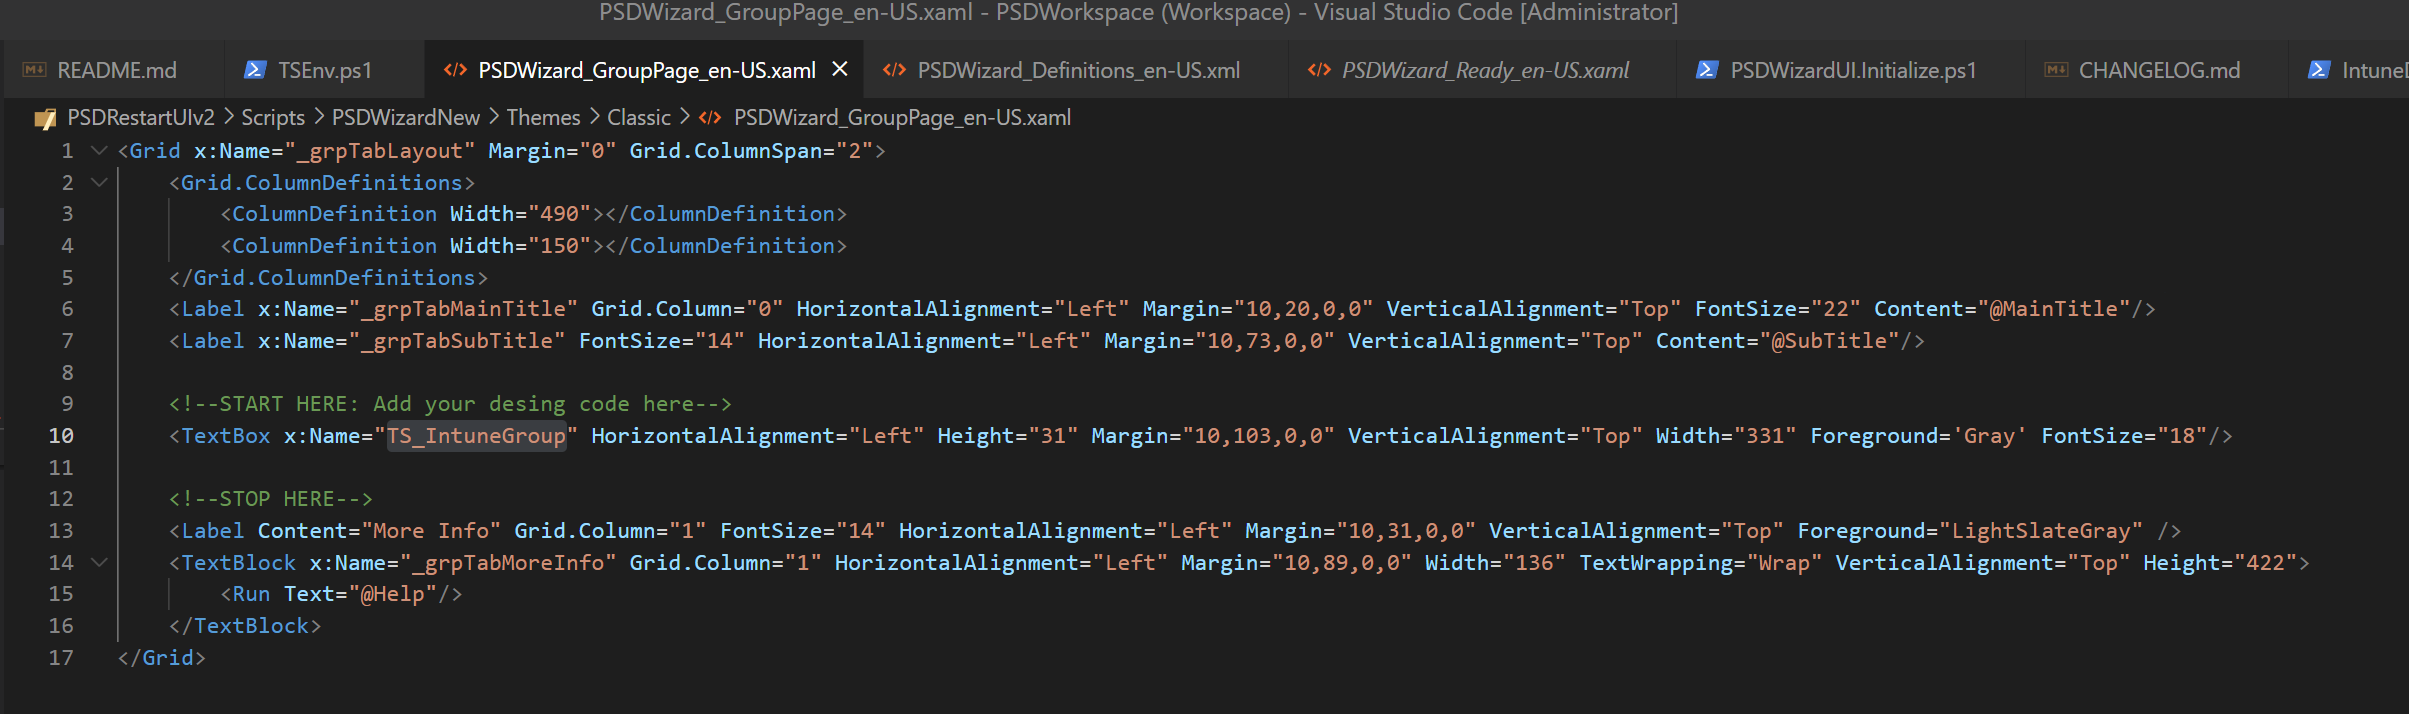 PSDWizard_GroupPage_en-US.xaml - PSDWorkspace (Workspace) - Visual Studio Code [Administrator]
README.md TSEnv.ps1 PSDWizard_GroupPage_en-US.xaml PSDWizard_Definitions_en-US.xml PSDWizard_Ready_en-US.xaml PSDWizardUI.Initialize.ps1 CHANGELOG.md
PSDRestartUIv2 > Scripts > PSDWizardNew > Themes > Classic > PSDWizard_GroupPage_en-US.xaml
1 <Grid x:Name="_grpTabLayout" Margin="0" Grid.ColumnSpan="2">
2 <Grid.ColumnDefinitions>
3 <ColumnDefinition Width="490"></ColumnDefinition>
4 <ColumnDefinition Width="150"></ColumnDefinition>
5 </Grid.ColumnDefinitions>
6 <Label x:Name="_grpTabMainTitle" Grid.Column="0" HorizontalAlignment="Left" Margin="10,20,0,0" VerticalAlignment="Top" FontSize="22" Content="@MainTitle"/>
7 <Label x:Name="_grpTabSubTitle" FontSize="14" HorizontalAlignment="Left" Margin="10,73,0,0" VerticalAlignment="Top" Content="@SubTitle"/>
8
9 <!--START HERE: Add your desing code here-->
10 <TextBox x:Name="TS_IntuneGroup" HorizontalAlignment="Left" Height="31" Margin="10,103,0,0" VerticalAlignment="Top" Width="331" Foreground='Gray' FontSize="18"/>
11
12 <!--STOP HERE-->
13 <Label Content="More Info" Grid.Column="1" FontSize="14" HorizontalAlignment="Left" Margin="10,31,0,0" VerticalAlignment="Top" Foreground="LightSlateGray" />
14 <TextBlock x:Name="_grpTabMoreInfo" Grid.Column="1" HorizontalAlignment="Left" Margin="10,89,0,0" Width="136" TextWrapping="Wrap" VerticalAlignment="Top" Height="422">
15 <Run Text="@Help"/>
16 </TextBlock>
17 </Grid>